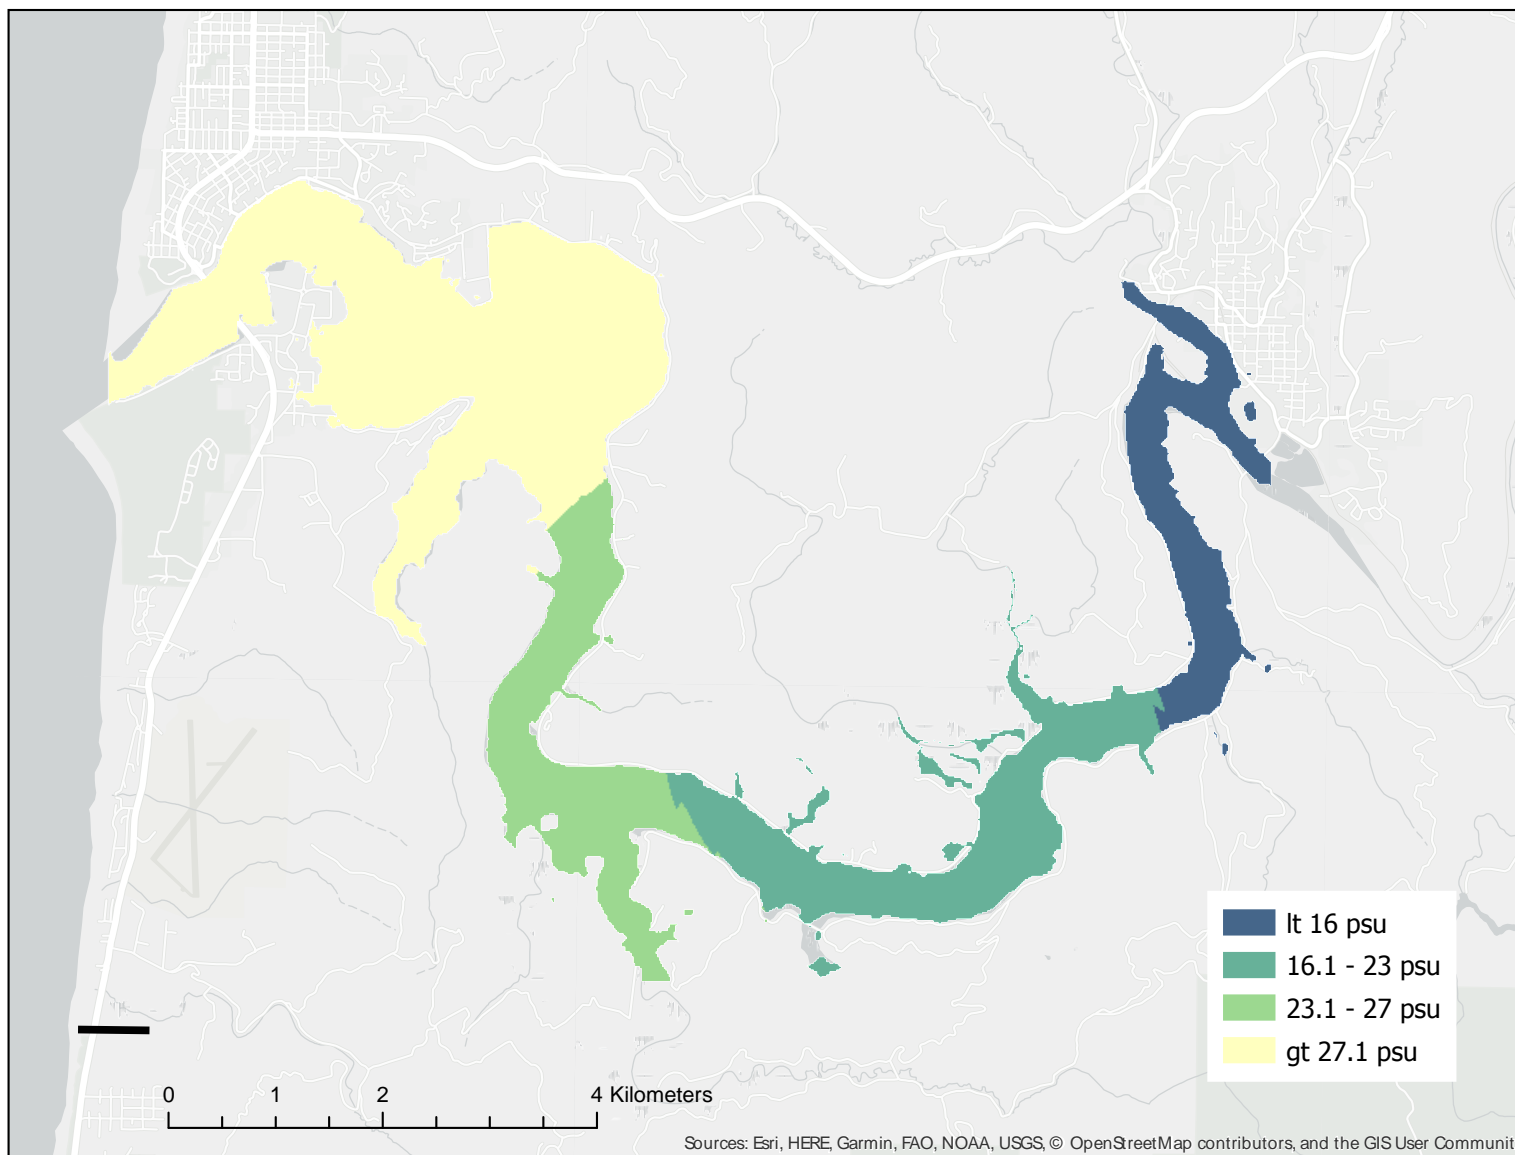 lt 16 psu
16.1 - 23 psu
23.1 - 27 psu
gt 27.1 psu
0 1 2 4 Kilometers
Sources: Esri, HERE, Garmin, FAO, NOAA, USGS, © OpenStreetMap contributors, and the GIS User Communit